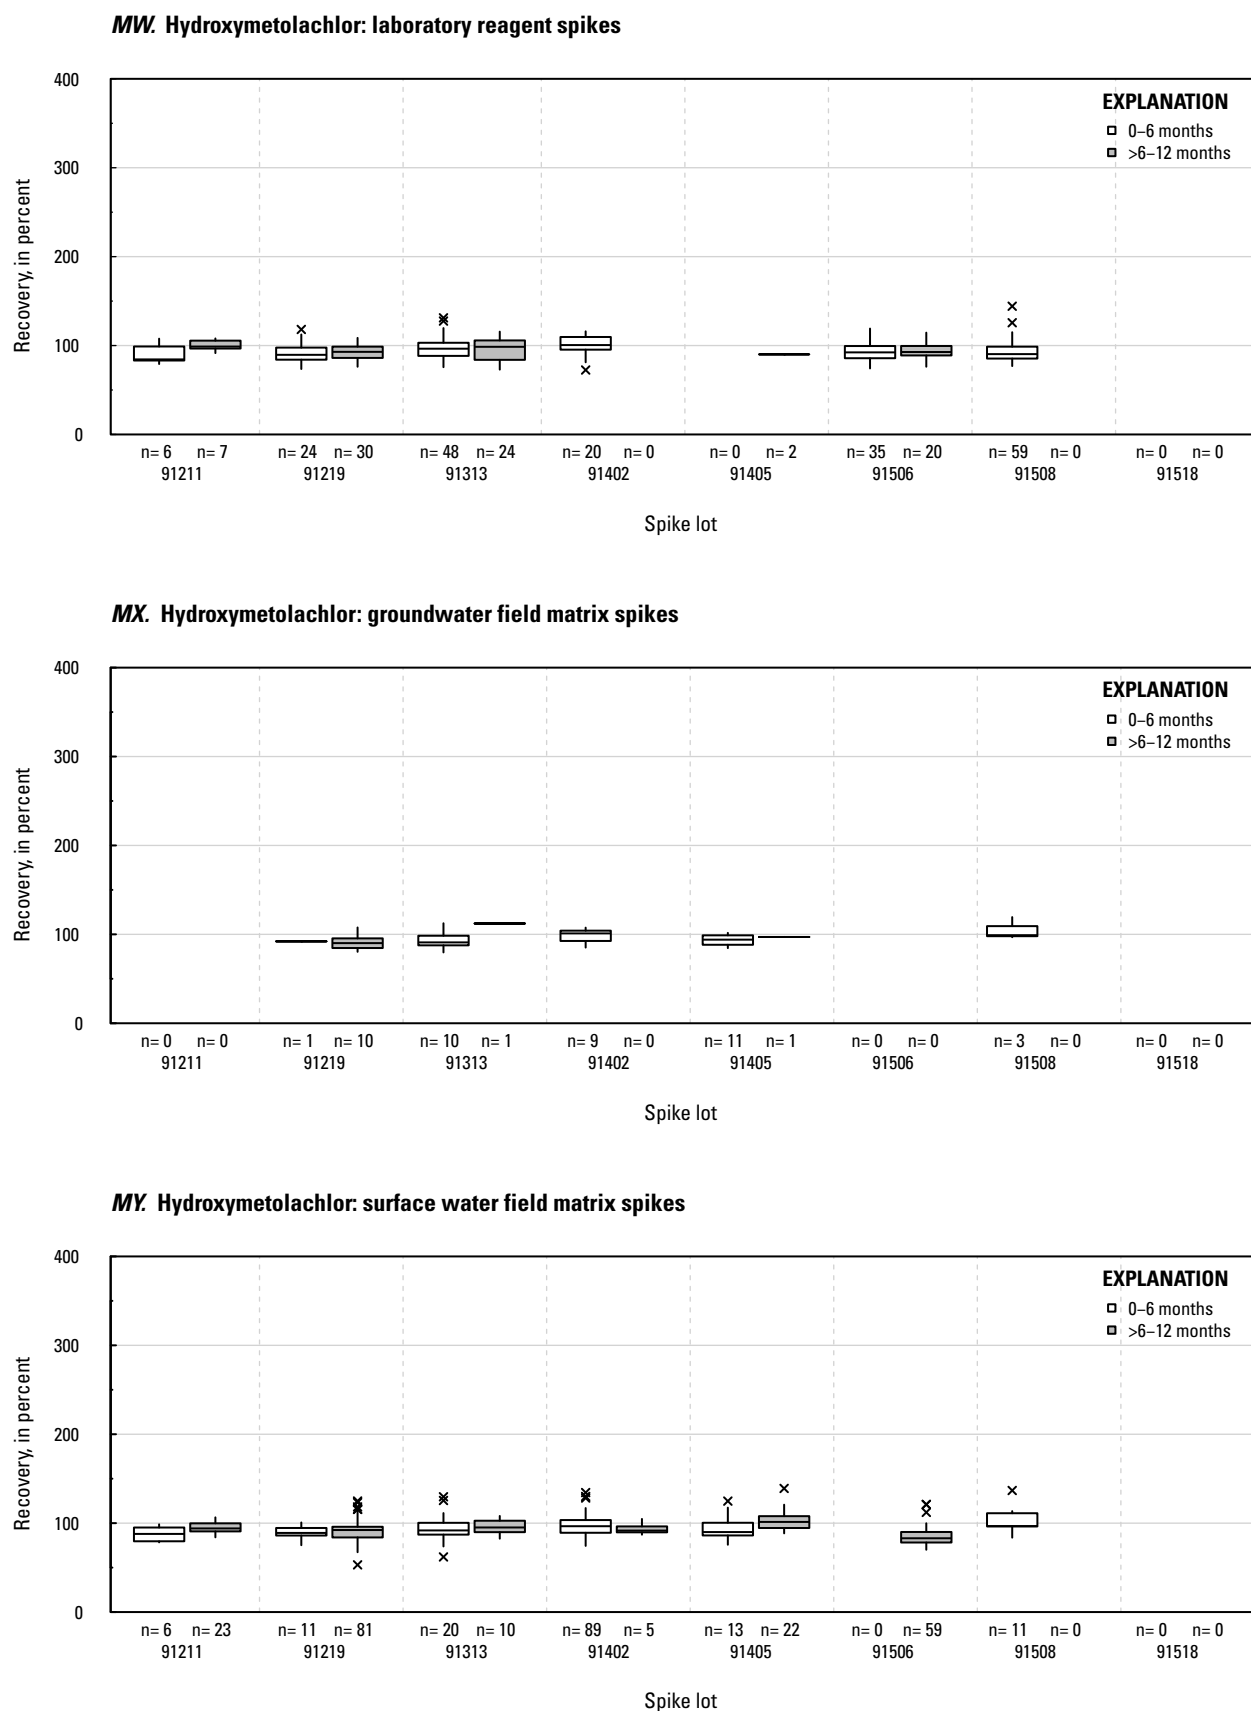 MW. Hydroxymetolachlor: laboratory reagent spikes
400
300
200
100
0
Recovery, in percent
EXPLANATION
0–6 months
>6–12 months
n= 6 n= 7 n= 24 n= 30 n= 48 n= 24 n= 20 n= 0 n= 0 n= 2 n= 35 n= 20 n= 59 n= 0 n= 0 n= 0
91211 91219 91313 91402 91405 91506 91508 91518
Spike lot
MX. Hydroxymetolachlor: groundwater field matrix spikes
400
300
200
100
0
Recovery, in percent
EXPLANATION
0–6 months
>6–12 months
n= 0 n= 0 n= 1 n= 10 n= 10 n= 1 n= 9 n= 0 n= 11 n= 1 n= 0 n= 0 n= 3 n= 0 n= 0 n= 0
91211 91219 91313 91402 91405 91506 91508 91518
Spike lot
MY. Hydroxymetolachlor: surface water field matrix spikes
400
300
200
100
0
Recovery, in percent
EXPLANATION
0–6 months
>6–12 months
n= 6 n= 23 n= 11 n= 81 n= 20 n= 10 n= 89 n= 5 n= 13 n= 22 n= 0 n= 59 n= 11 n= 0 n= 0 n= 0
91211 91219 91313 91402 91405 91506 91508 91518
Spike lot